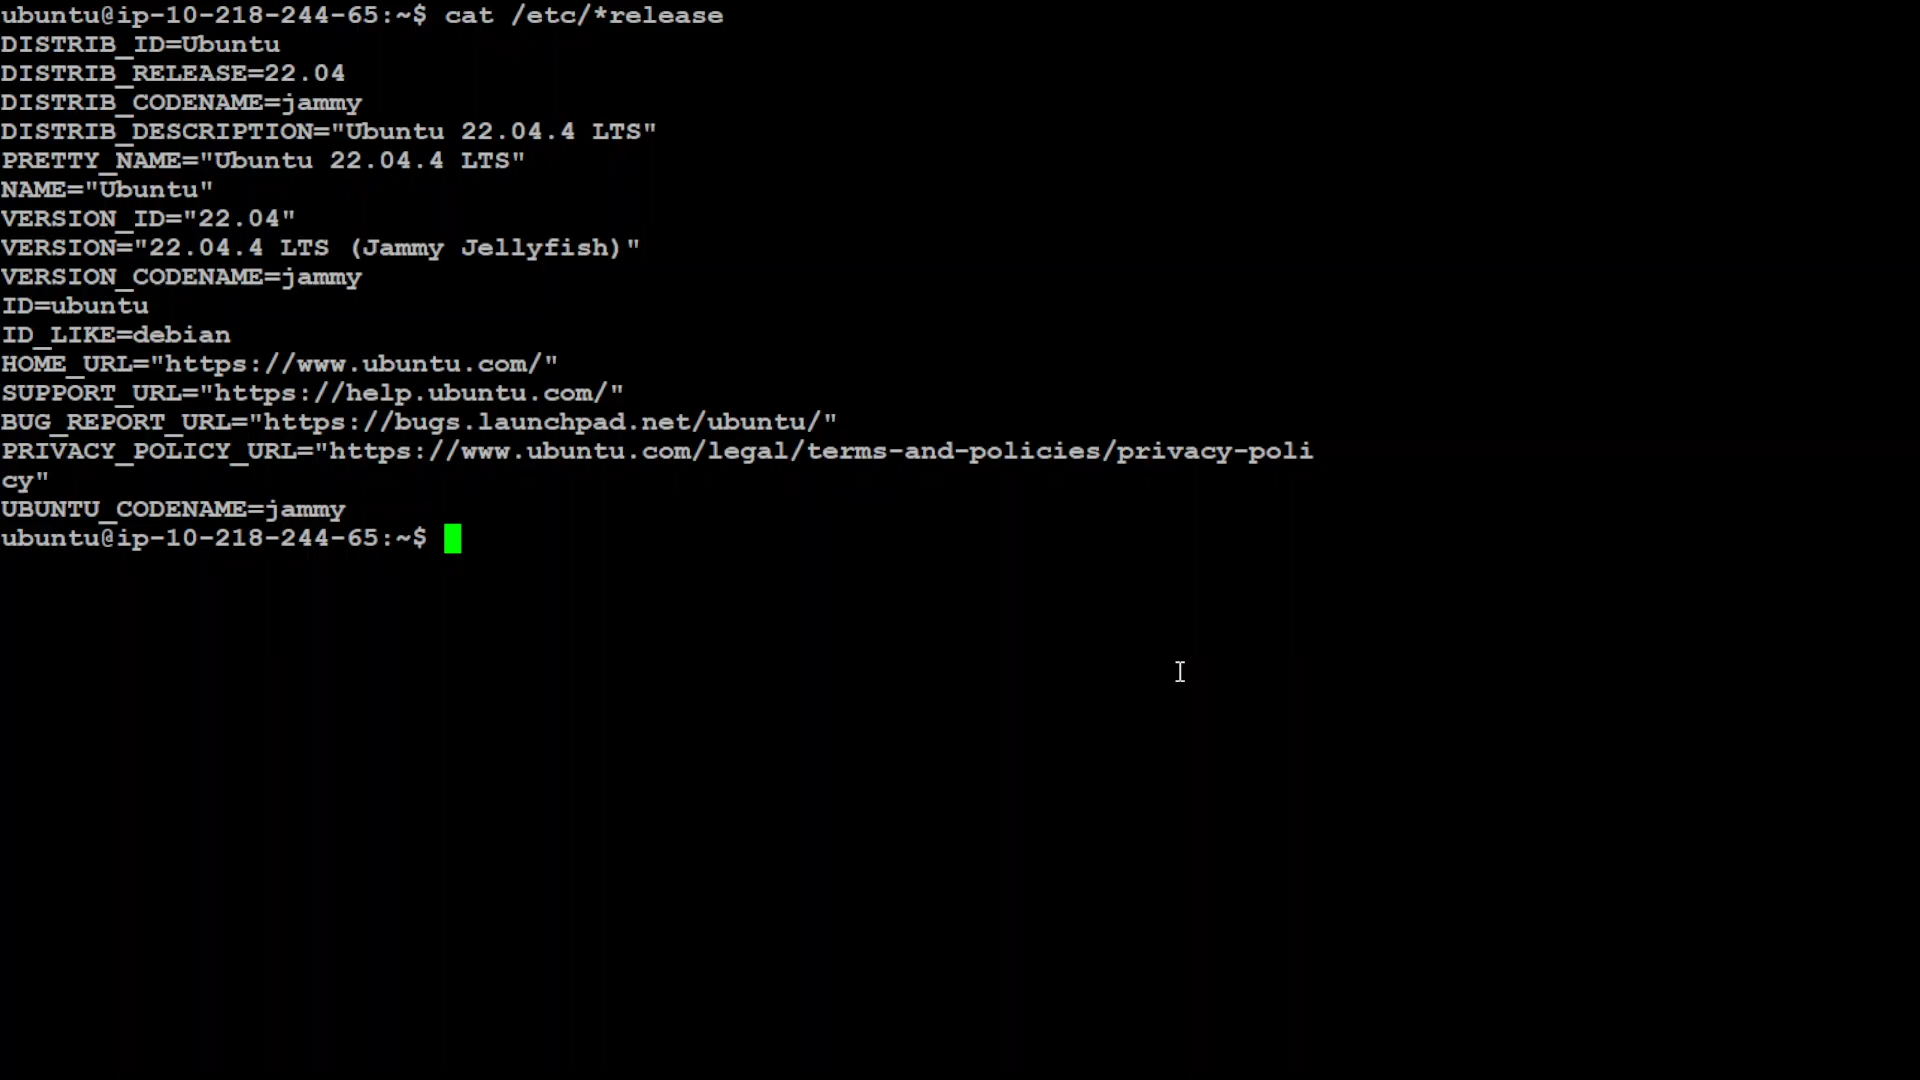 ubuntu@ip-10-218-244-65:~$ cat /etc/*release
DISTRIB_ID=Ubuntu
DISTRIB_RELEASE=22.04
DISTRIB_CODENAME=jammy
DISTRIB_DESCRIPTION="Ubuntu 22.04.4 LTS"
PRETTY_NAME="Ubuntu 22.04.4 LTS"
NAME="Ubuntu"
VERSION_ID="22.04"
VERSION="22.04.4 LTS (Jammy Jellyfish)"
VERSION_CODENAME=jammy
ID=ubuntu
ID_LIKE=debian
HOME_URL="https://www.ubuntu.com/"
SUPPORT_URL="https://help.ubuntu.com/"
BUG_REPORT_URL="https://bugs.launchpad.net/ubuntu/"
PRIVACY_POLICY_URL="https://www.ubuntu.com/legal/terms-and-policies/privacy-poli
cy"
UBUNTU_CODENAME=jammy
ubuntu@ip-10-218-244-65:~$